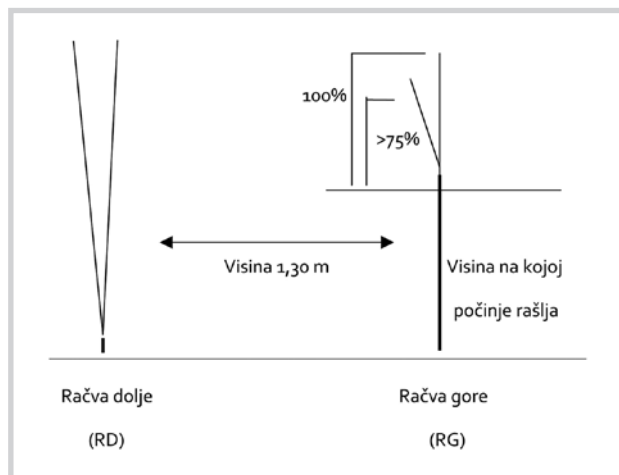 100%
>75%
Visina 1,30 m
Visina na kojoj
počinje rašlja
Račva dolje
(RD)
Račva gore
(RG)